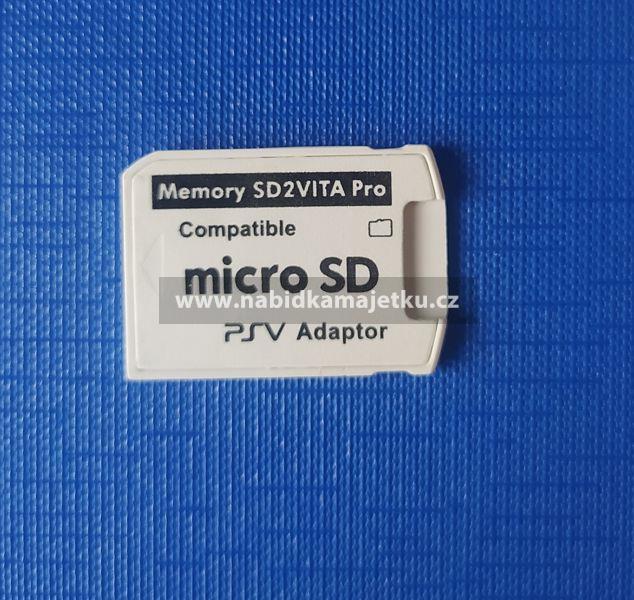 Memory SD2VITA Pro
Compatible
micro SD
www.nabidkamajetku.cz
PSV Adaptor